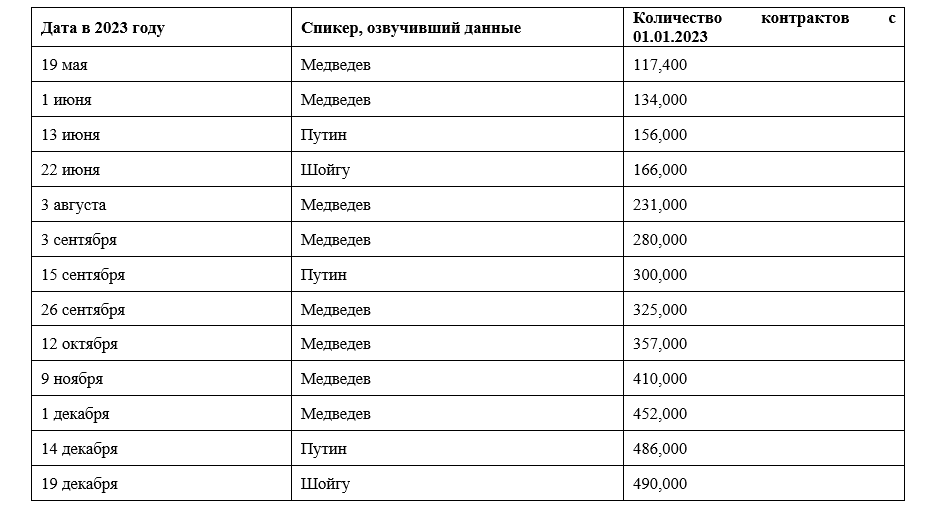 Дата в 2023 году Спикер, озвучивший данные Количество контрактов с
01.01.2023
19 мая Медведев 117,400
1 июня Медведев 134,000
13 июня Путин 156,000
22 июня Шойгу 166,000
3 августа Медведев 231,000
3 сентября Медведев 280,000
15 сентября Путин 300,000
26 сентября Медведев 325,000
12 октября Медведев 357,000
9 ноября Медведев 410,000
1 декабря Медведев 452,000
14 декабря Путин 486,000
19 декабря Шойгу 490,000